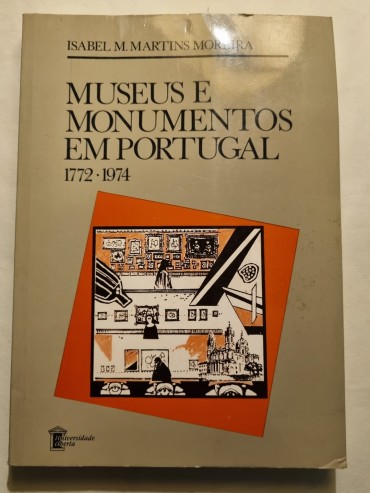 ISABEL M. MARTINS MOREIRA
MUSEUS E
MONUMENTOS
EM PORTUGAL
1772 • 1974
Universidade
Aberta